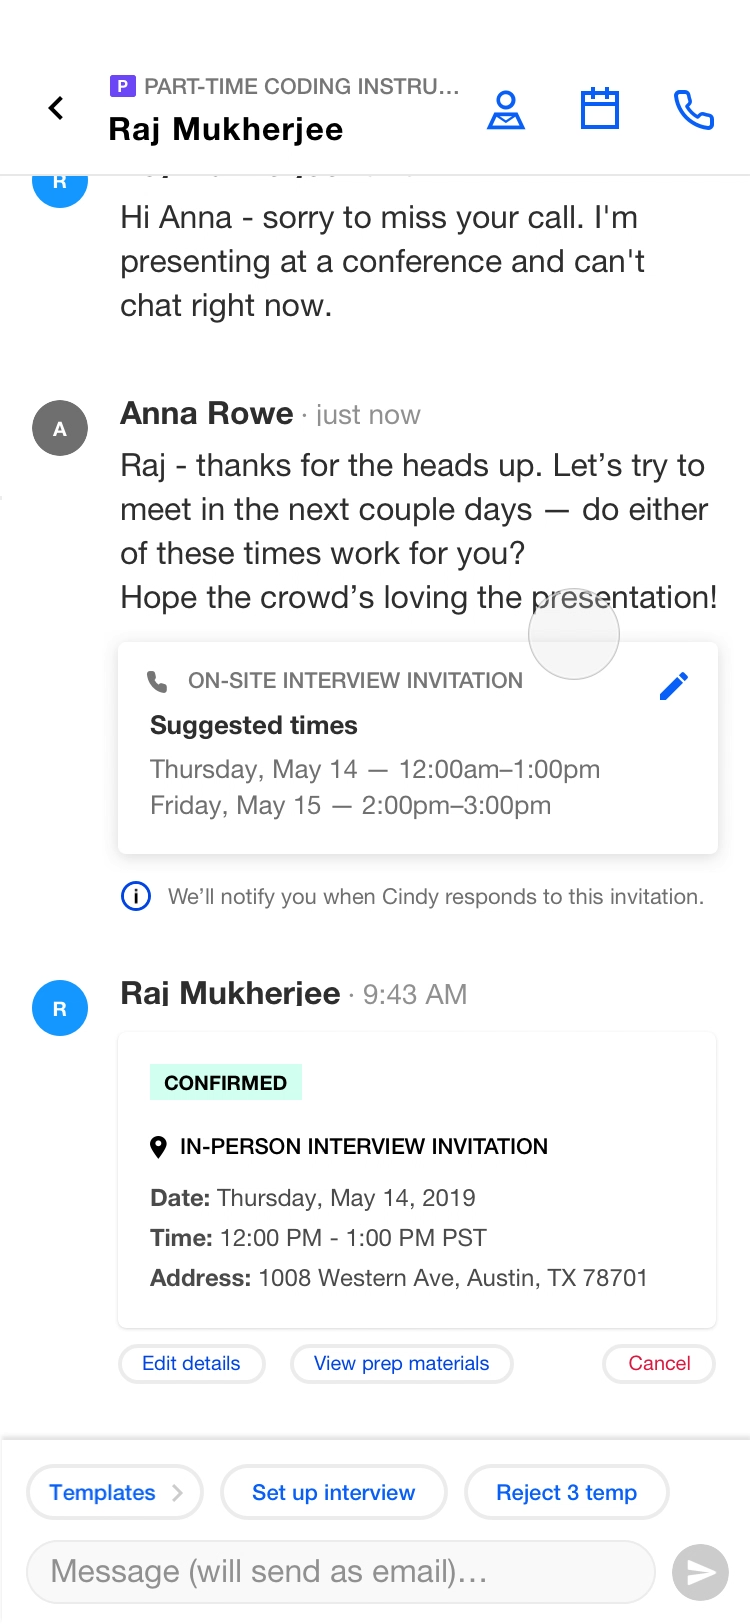 P PART-TIME CODING INSTRU...
Raj Mukherjee
R
Hi Anna - sorry to miss your call. I'm
presenting at a conference and can't
chat right now.
A
Anna Rowe · just now
Raj - thanks for the heads up. Let’s try to
meet in the next couple days — do either
of these times work for you?
Hope the crowd’s loving the presentation!
ON-SITE INTERVIEW INVITATION
Suggested times
Thursday, May 14 — 12:00am–1:00pm
Friday, May 15 — 2:00pm–3:00pm
We’ll notify you when Cindy responds to this invitation.
R
Raj Mukherjee · 9:43 AM
CONFIRMED
IN-PERSON INTERVIEW INVITATION
Date: Thursday, May 14, 2019
Time: 12:00 PM - 1:00 PM PST
Address: 1008 Western Ave, Austin, TX 78701
Edit details View prep materials Cancel
Templates Set up interview Reject 3 temp
Message (will send as email)...